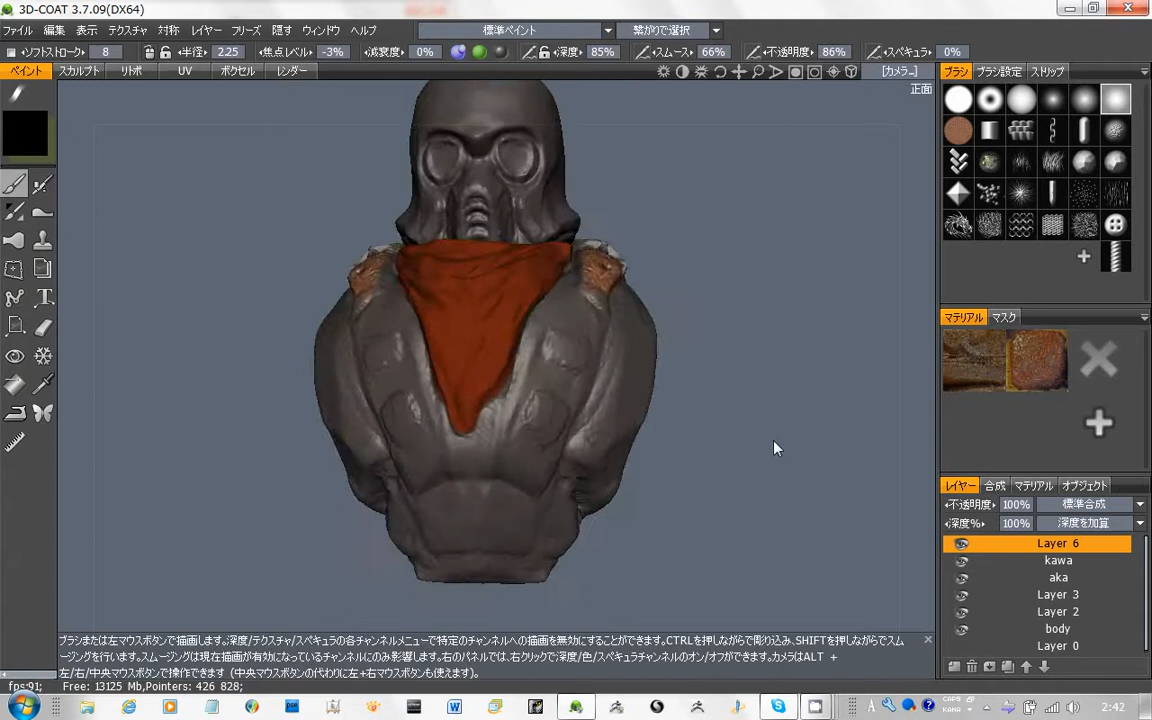 3D-COAT 3.7.09(DX64)
ファイル 編集 表示 テクスチャ 対称 レイヤー フリーズ 隠す ウィンドウ ヘルプ 標準ペイント 繋がりで選択
ソフトストローク 8 半径 2.25 焦点レベル -3% 減衰度 0% 深度 85% スムース 66% 不透明度 86% スペキュラ 0%
ペイント スカルプト リトポ UV ボクセル レンダー [カメラ...] ブラシ ブラシ設定 ストリップ
正面
マテリアル マスク
レイヤー 合成 マテリアル オブジェクト
不透明度 100% 標準合成
深度% 100% 深度を加算
Layer 6
kawa
aka
Layer 3
Layer 2
body
Layer 0
ブラシまたは左マウスボタンで描画します。深度/テクスチャ/スペキュラの各チャンネルメニューで特定のチャンネルへの描画を無効にすることができます。CTRLを押しながらで彫り込み、SHIFTを押しながらでスム
ージングを行います。スムージングは現在描画が有効になっているチャンネルにのみ影響します。右のパネルでは、右クリックで深度/色/スペキュラチャンネルのオン/オフができます。カメラはALT +
左/右/中央マウスボタンで操作できます (中央マウスボタンの代わりに左+右マウスボタンも使えます)。
fps:91; Free: 13125 Mb,Pointers: 426 828;
A CAPS KANA 2:42